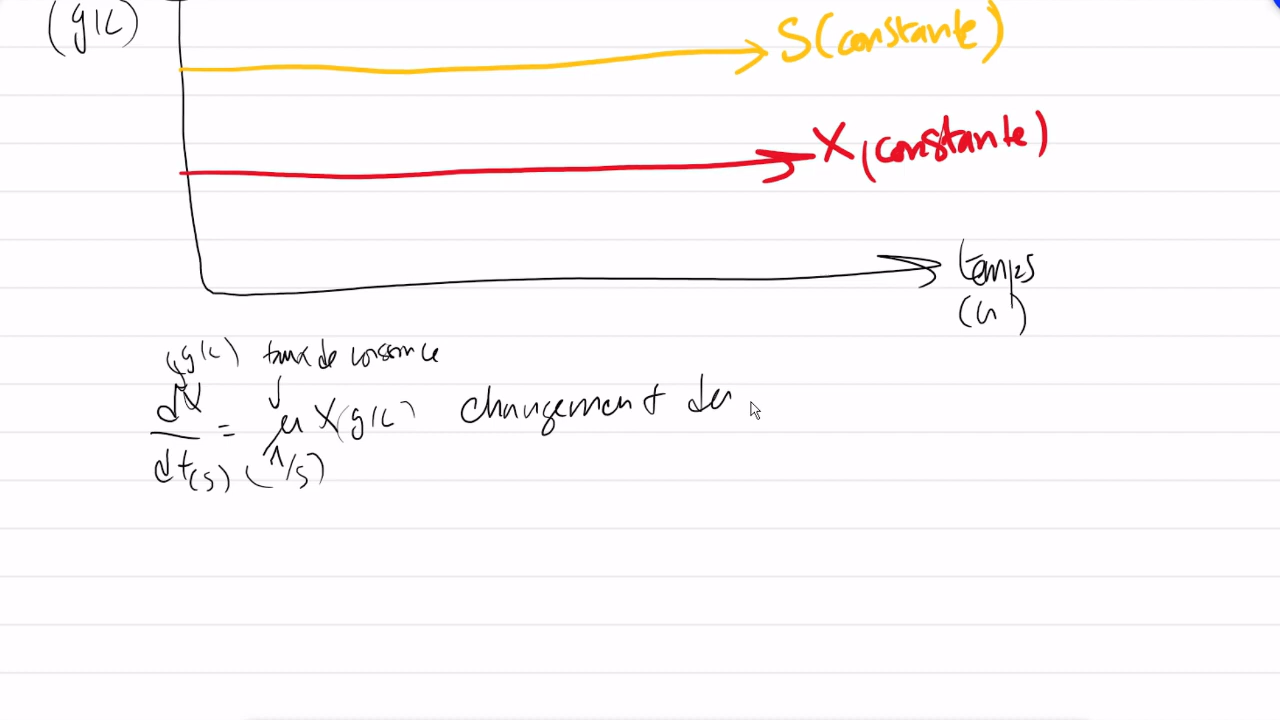 (g/L)
S (constante)
X (constante)
temps
(h)
(g/L) taux de croissance
dX/dt(s) = μ X (g/L) changement de
(1/s)